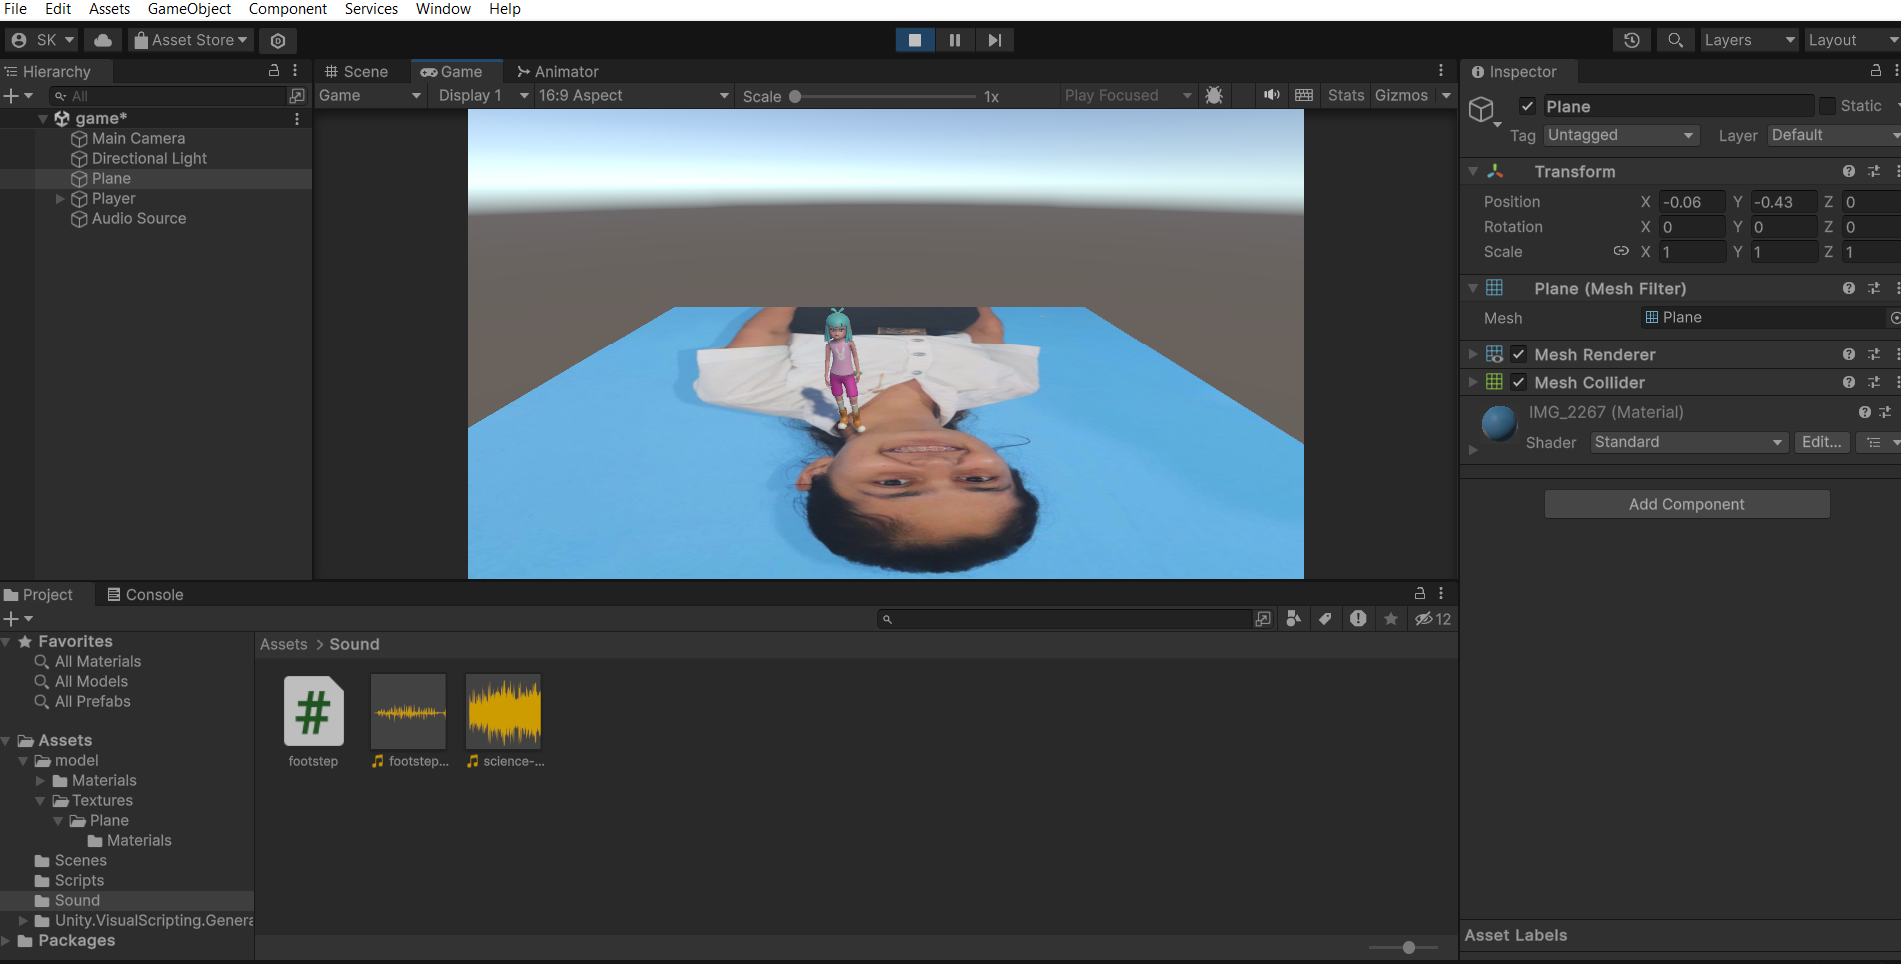 File Edit Assets GameObject Component Services Window Help
SK Asset Store Layers Layout
Hierarchy Scene Game Animator Inspector
All Game Display 1 16:9 Aspect Scale 1x Play Focused Stats Gizmos
game*
Main Camera
Directional Light
Plane
Player
Audio Source
Plane Static
Tag Untagged Layer Default
Transform
Position X -0.06 Y -0.43 Z 0
Rotation X 0 Y 0 Z 0
Scale X 1 Y 1 Z 1
Plane (Mesh Filter)
Mesh Plane
Mesh Renderer
Mesh Collider
IMG_2267 (Material)
Shader Standard Edit...
Add Component
Asset Labels
Project Console
12
Favorites
All Materials
All Models
All Prefabs
Assets
model
Materials
Textures
Plane
Materials
Scenes
Scripts
Sound
Unity.VisualScripting.Genera
Packages
Assets > Sound
footstep footstep... science-...